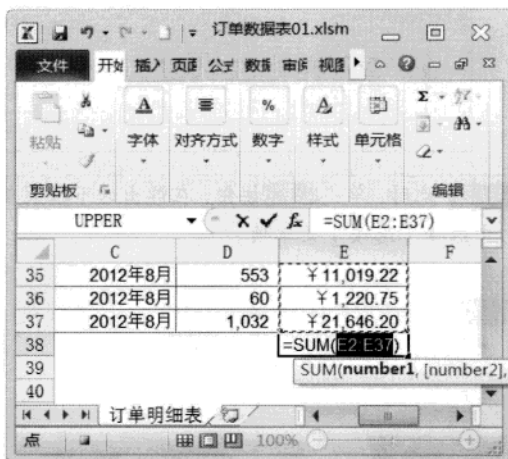 订单数据表01.xlsm
文件 开始 插入 页面 公式 数据 审阅 视图
粘贴 字体 对齐方式 数字 样式 单元格
% A Σ
剪贴板 编辑
UPPER fx =SUM(E2:E37)
C D E F
35 2012年8月 553 ¥11,019.22
36 2012年8月 60 ¥1,220.75
37 2012年8月 1,032 ¥21,646.20
38 =SUM(E2:E37)
39 SUM(number1, [number2],
40
订单明细表
点 100%